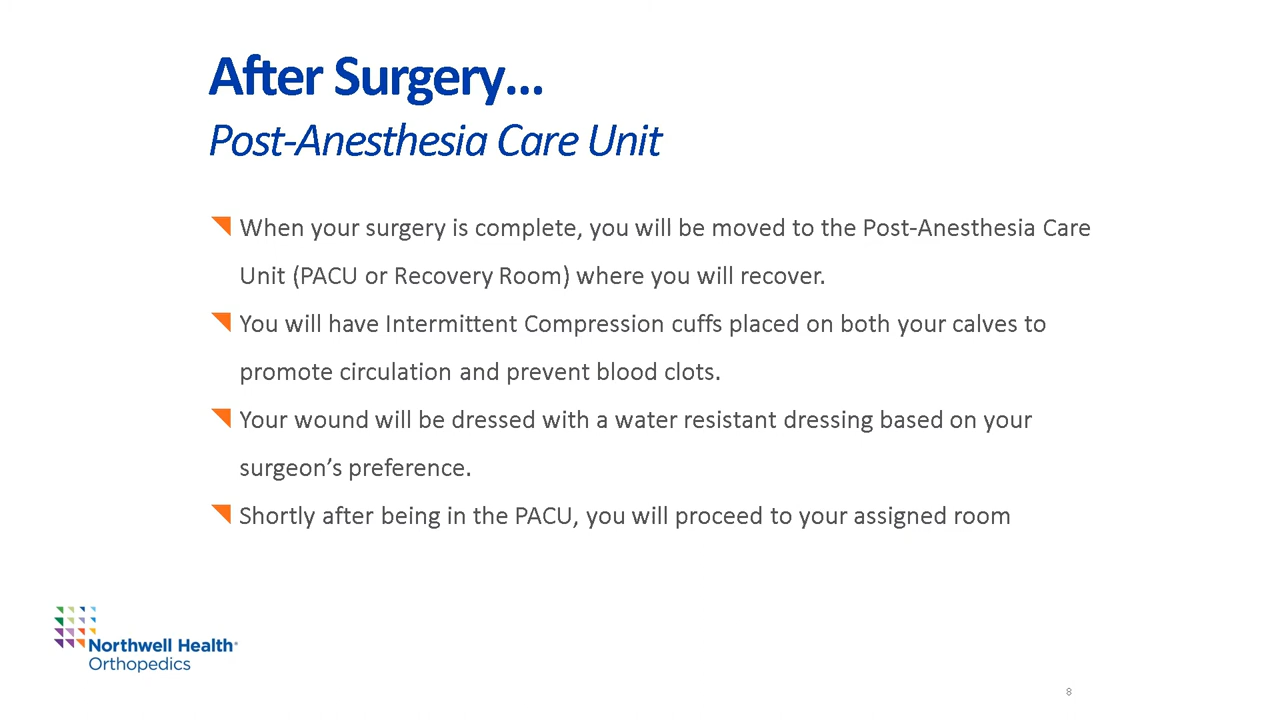 After Surgery...
Post-Anesthesia Care Unit
When your surgery is complete, you will be moved to the Post-Anesthesia Care
Unit (PACU or Recovery Room) where you will recover.
You will have Intermittent Compression cuffs placed on both your calves to
promote circulation and prevent blood clots.
Your wound will be dressed with a water resistant dressing based on your
surgeon’s preference.
Shortly after being in the PACU, you will proceed to your assigned room
Northwell Health®
Orthopedics
8